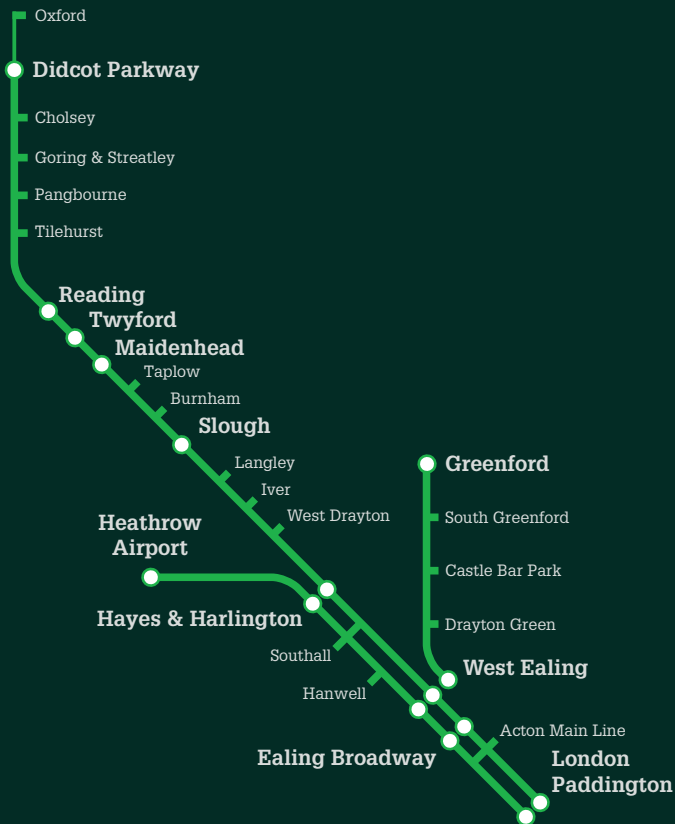 Oxford
Didcot Parkway
Cholsey
Goring & Streatley
Pangbourne
Tilehurst
Reading
Twyford
Maidenhead
Taplow
Burnham
Slough
Langley
Iver
West Drayton
Heathrow
Airport
Hayes & Harlington
Southall
Hanwell
Ealing Broadway
Greenford
South Greenford
Castle Bar Park
Drayton Green
West Ealing
Acton Main Line
London
Paddington